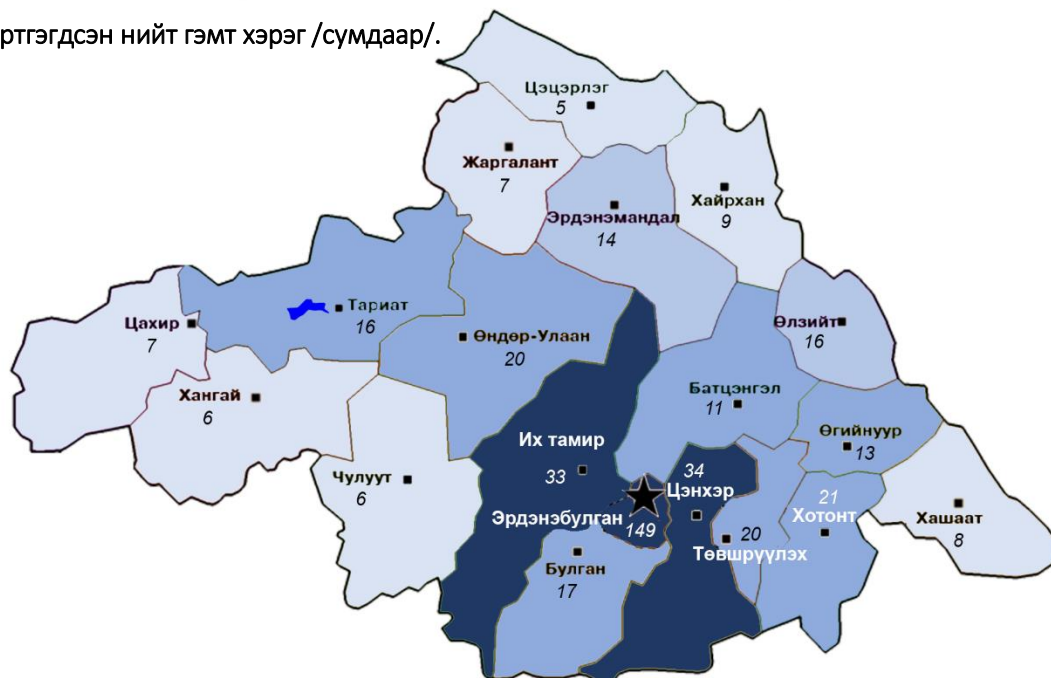 ртгэгдсэн нийт гэмт хэрэг /сумдаар/.
Цэцэрлэг
5
Жаргалант
7
Хайрхан
9
Эрдэнэмандал
14
Тариат
16
Цахир
7
Өндөр-Улаан
20
Өлзийт
16
Хангай
6
Батцэнгэл
11
Өгийнуур
13
Их тамир
33
Чулуут
6
34
Цэнхэр
Эрдэнэбулган
149
21
Хотонт
20
Төвшрүүлэх
Хашаат
8
Булган
17